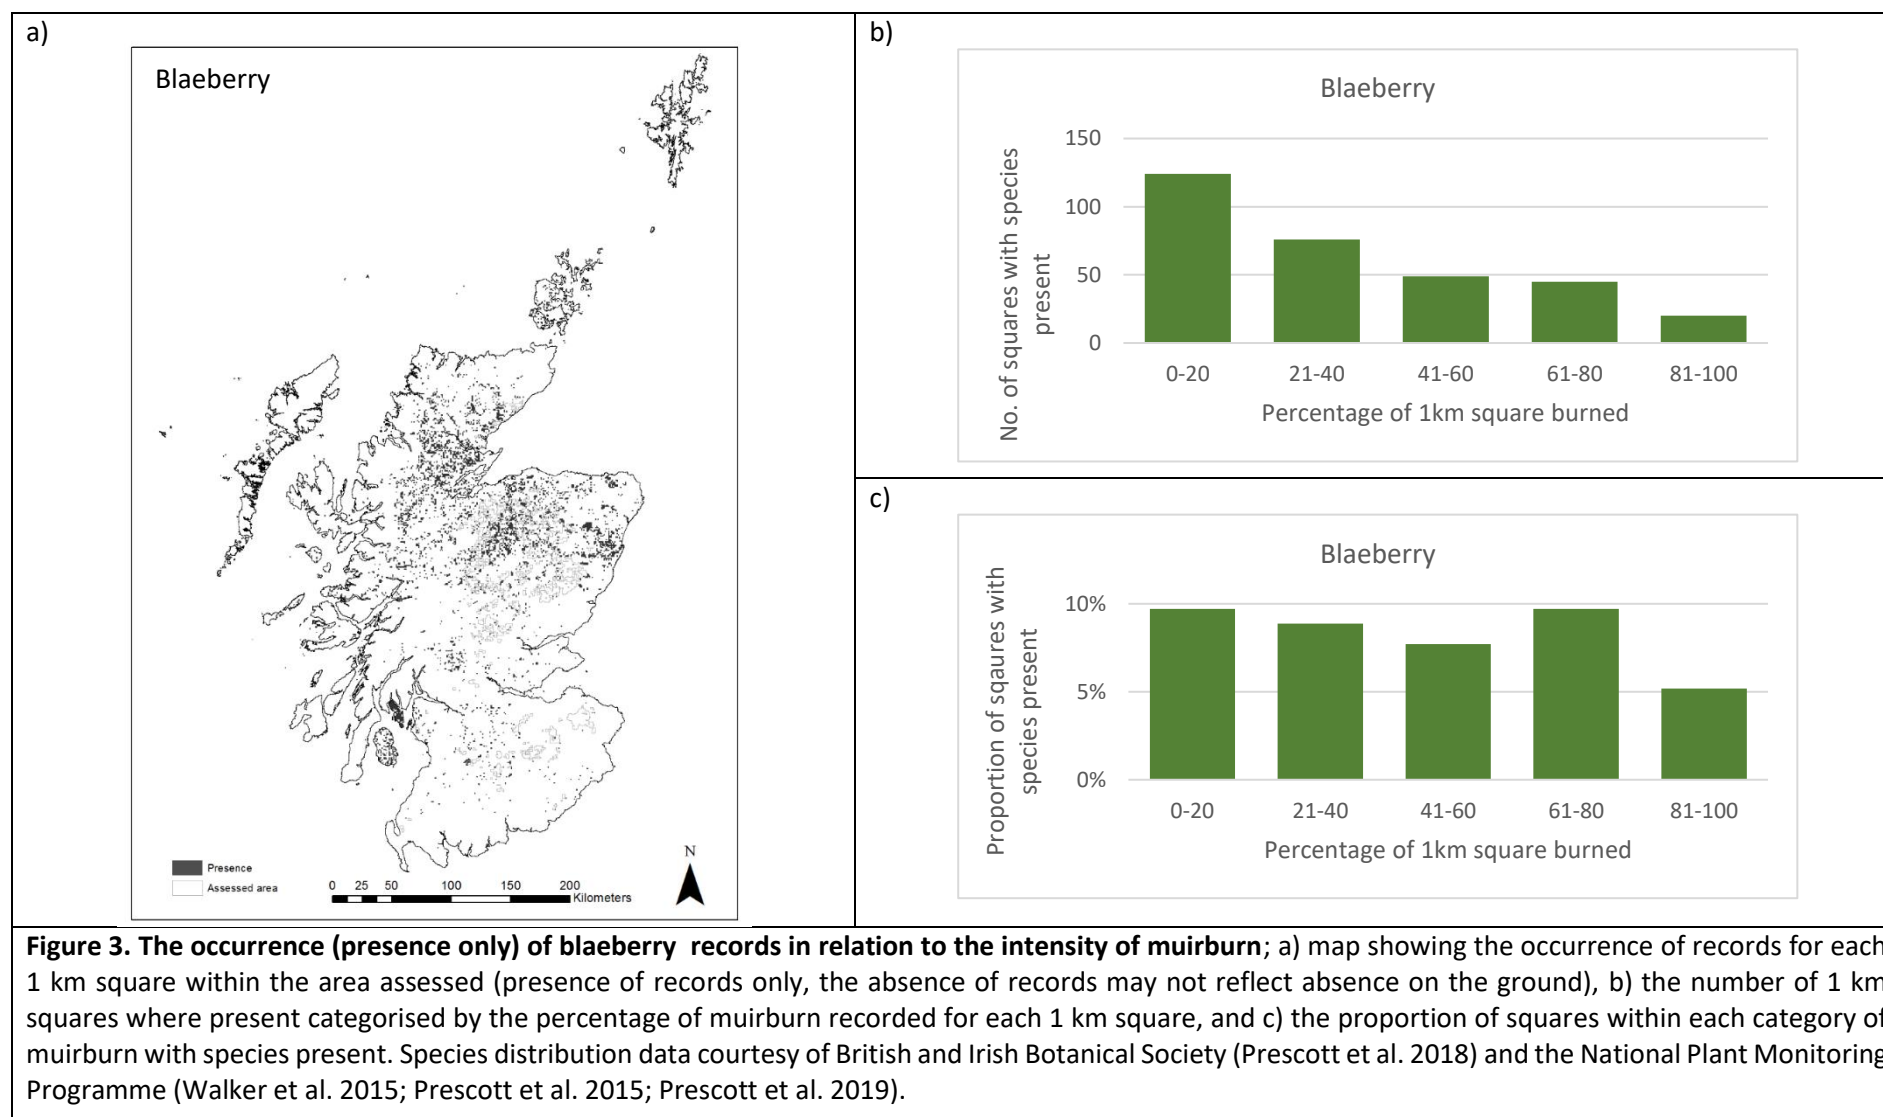 a)
Blaeberry
N
Presence
Assessed area
0 25 50 100 150 200
Kilometers
b)
Blaeberry
No. of squares with species
present
150
100
50
0
0-20 21-40 41-60 61-80 81-100
Percentage of 1km square burned
c)
Blaeberry
Proportion of sqaures with
species present
10%
5%
0%
0-20 21-40 41-60 61-80 81-100
Percentage of 1km square burned
Figure 3. The occurrence (presence only) of blaeberry records in relation to the intensity of muirburn; a) map showing the occurrence of records for each
1 km square within the area assessed (presence of records only, the absence of records may not reflect absence on the ground), b) the number of 1 km
squares where present categorised by the percentage of muirburn recorded for each 1 km square, and c) the proportion of squares within each category of
muirburn with species present. Species distribution data courtesy of British and Irish Botanical Society (Prescott et al. 2018) and the National Plant Monitoring
Programme (Walker et al. 2015; Prescott et al. 2015; Prescott et al. 2019).